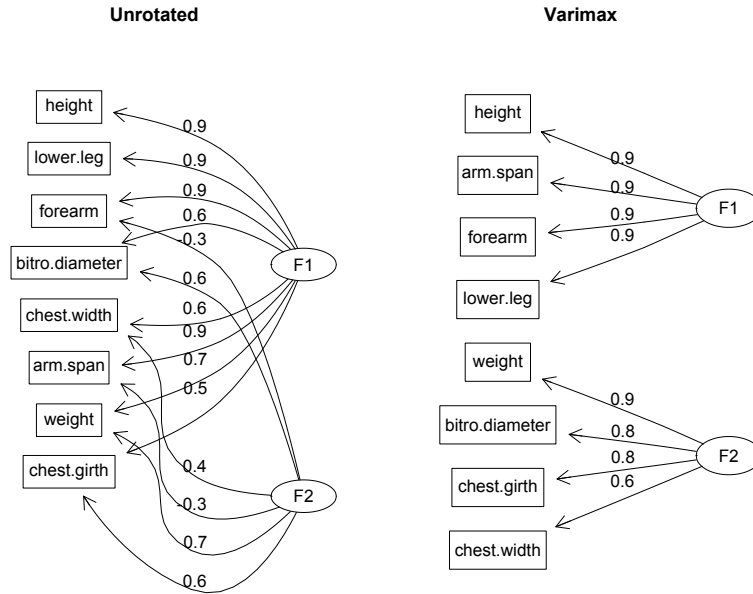 Unrotated
height
lower.leg
forearm
bitro.diameter
chest.width
arm.span
weight
chest.girth
0.9
0.9
0.9
0.6
-0.3
0.6
0.6
0.9
0.7
0.5
0.4
-0.3
0.7
0.6
F1
F2
Varimax
height
arm.span
forearm
lower.leg
weight
bitro.diameter
chest.girth
chest.width
0.9
0.9
0.9
0.9
0.9
0.8
0.8
0.6
F1
F2